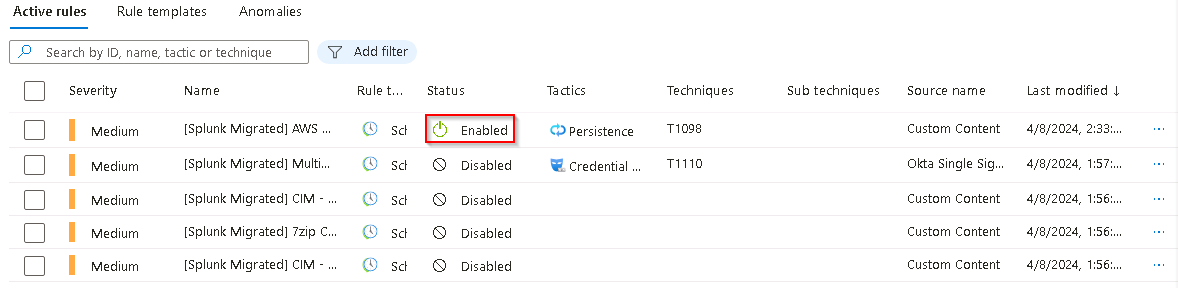 Active rules Rule templates Anomalies
Search by ID, name, tactic or technique Add filter
Severity Name Rule t... Status Tactics Techniques Sub techniques Source name Last modified ↓
Medium [Splunk Migrated] AWS ... Sch Enabled Persistence T1098 Custom Content 4/8/2024, 2:33:... ...
Medium [Splunk Migrated] Multi... Sch Disabled Credential ... T1110 Okta Single Sig... 4/8/2024, 1:57:... ...
Medium [Splunk Migrated] CIM - ... Sch Disabled Custom Content 4/8/2024, 1:56:... ...
Medium [Splunk Migrated] 7zip C... Sch Disabled Custom Content 4/8/2024, 1:56:... ...
Medium [Splunk Migrated] CIM - ... Sch Disabled Custom Content 4/8/2024, 1:56:... ...